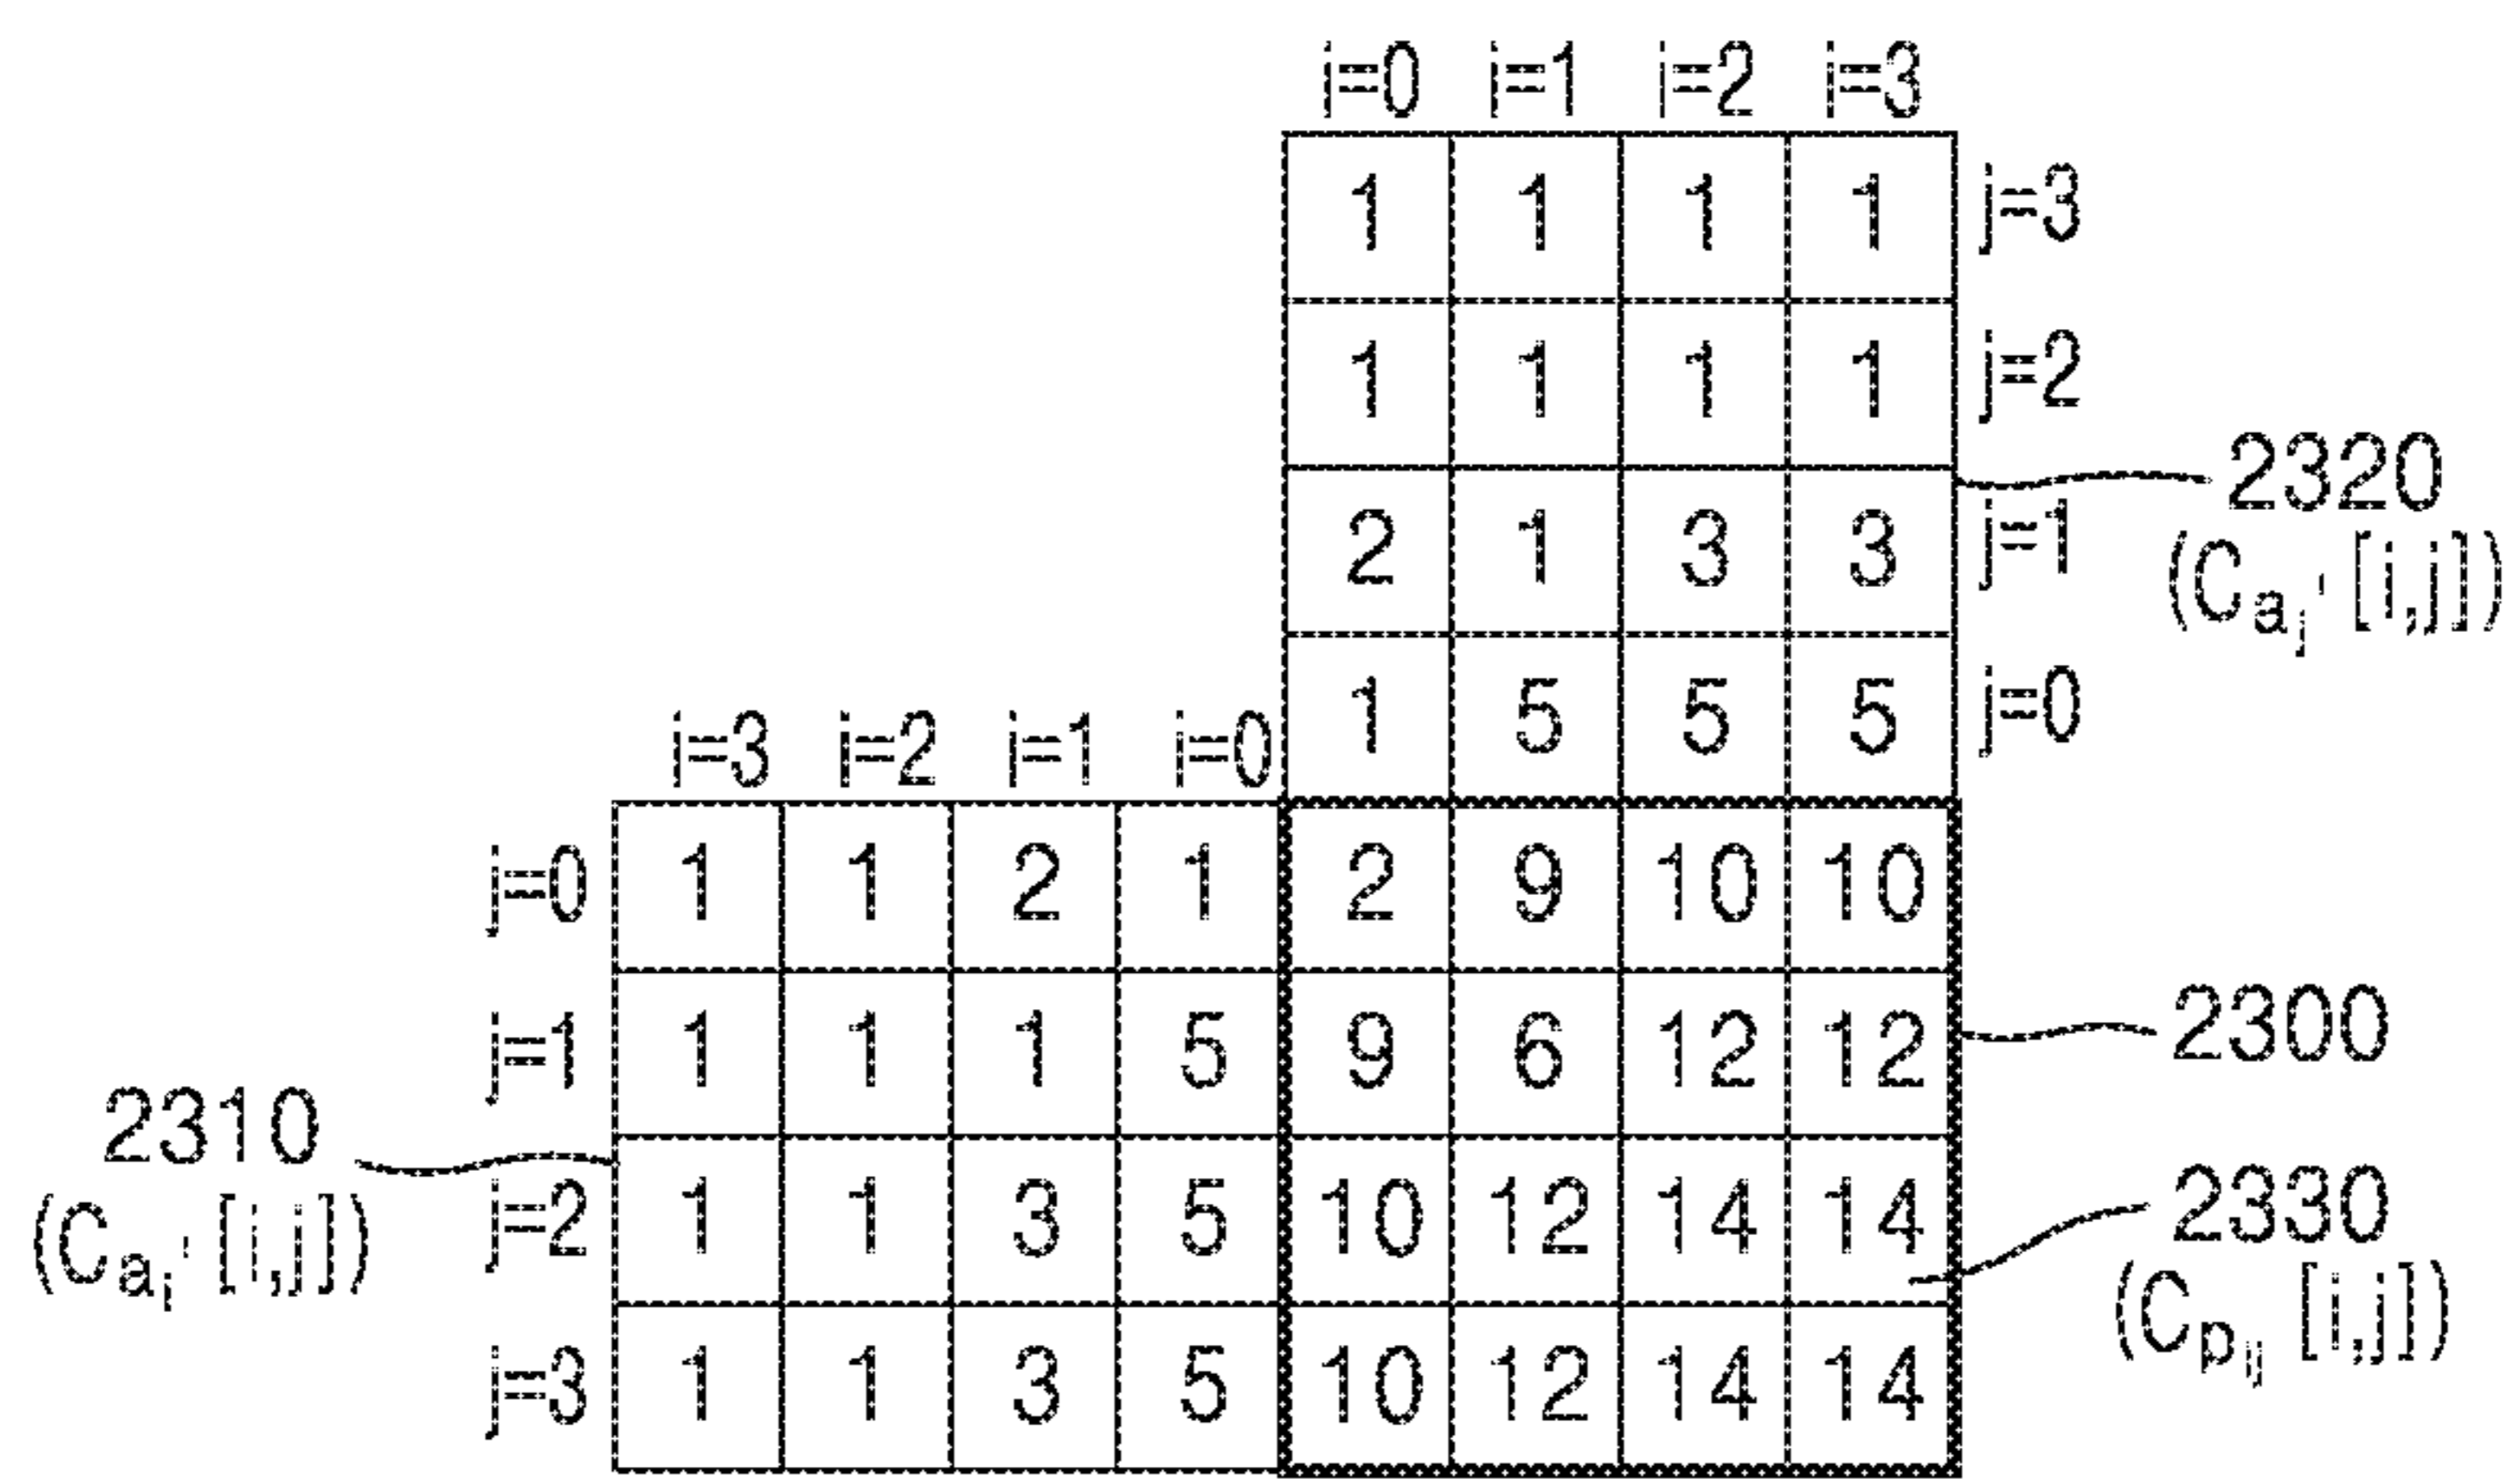 i=0 i=1 i=2 i=3
1 1 1 1 j=3
1 1 1 1 j=2
2320
2 1 3 3 j=1
(Caj' [i,j])
1 5 5 5 j=0
i=3 i=2 i=1 i=0
j=0 1 1 2 1 2 9 10 10
j=1 1 1 1 5 9 6 12 12
2300
2310
(Cai' [i,j])
j=2 1 1 3 5 10 12 14 14
2330
(Cpij [i,j])
j=3 1 1 3 5 10 12 14 14